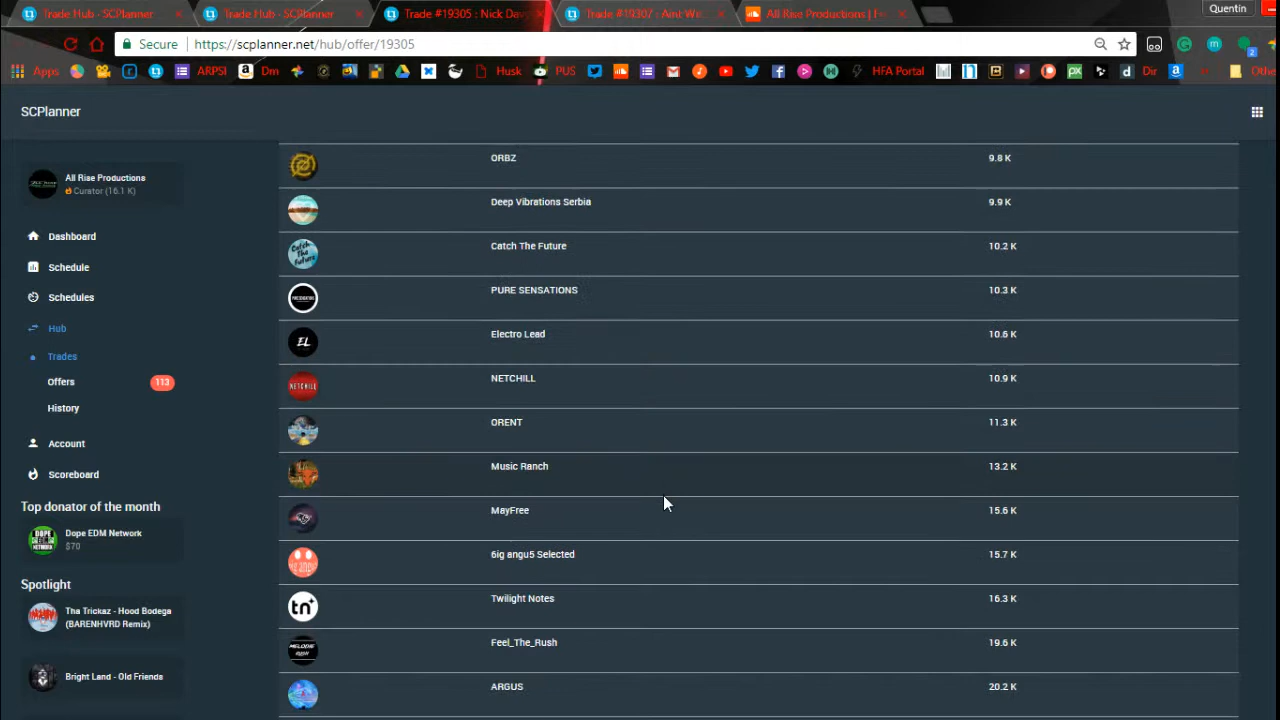 Trade Hub - SCPlanner
Trade Hub - SCPlanner
Trade #19305 : Nick Dav
Trade #19307 : Aint We
All Rise Productions | F
Quentin
Secure
https://scplanner.net/hub/offer/19305
Apps
ARPSI
Dm
Husk
PUS
HFA Portal
Dir
SCPlanner
All Rise Productions
Curator (16.1 K)
Dashboard
Schedule
Schedules
Hub
Trades
Offers 113
History
Account
Scoreboard
Top donator of the month
Dope EDM Network
$70
Spotlight
Tha Trickaz - Hood Bodega
(BARENHVRD Remix)
Bright Land - Old Friends
ORBZ 9.8 K
Deep Vibrations Serbia 9.9 K
Catch The Future 10.2 K
PURE SENSATIONS 10.3 K
Electro Lead 10.6 K
NETCHILL 10.9 K
ORENT 11.3 K
Music Ranch 13.2 K
MayFree 15.6 K
6ig angu5 Selected 15.7 K
Twilight Notes 16.3 K
Feel_The_Rush 19.6 K
ARGUS 20.2 K